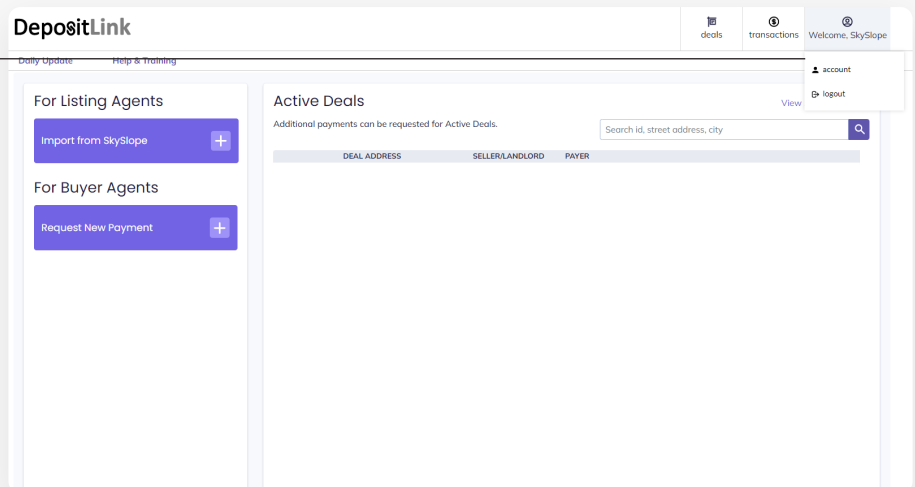 DepositLink
deals
transactions
Welcome, SkySlope
Daily Update
Help & Training
account
logout
For Listing Agents
Import from SkySlope
For Buyer Agents
Request New Payment
Active Deals
View
Additional payments can be requested for Active Deals.
Search id, street address, city
DEAL ADDRESS SELLER/LANDLORD PAYER